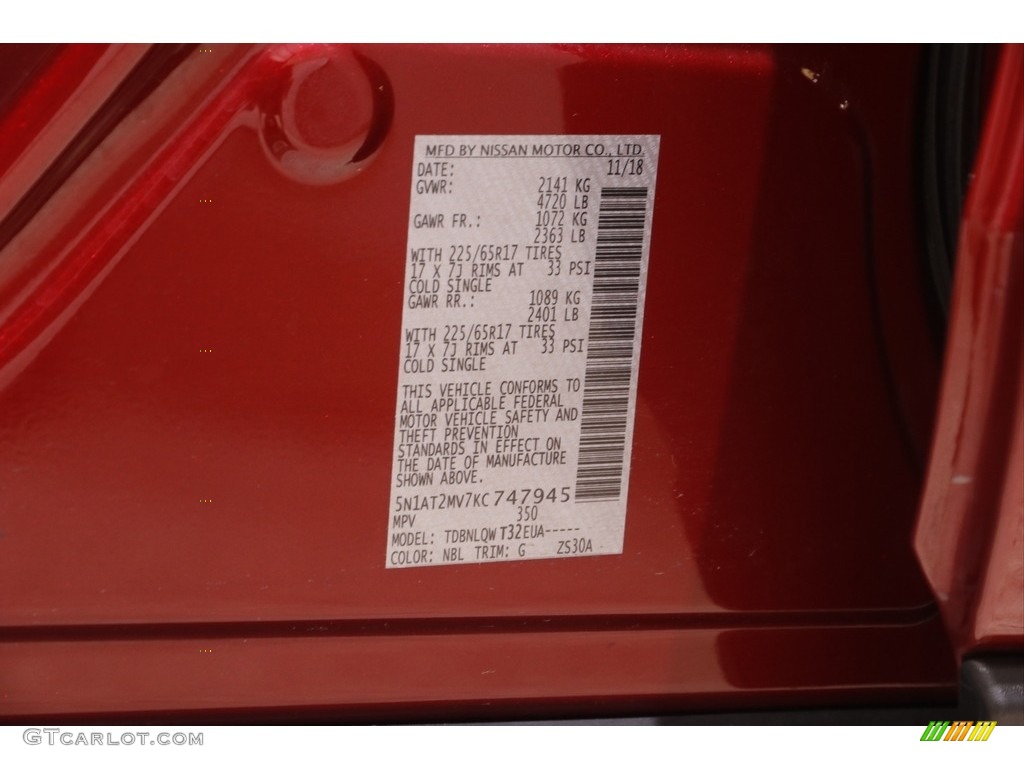 MFD BY NISSAN MOTOR CO., LTD.
DATE: 11/18
GVWR: 2141 KG
4720 LB
GAWR FR.: 1072 KG
2363 LB
WITH 225/65R17 TIRES
17 X 7J RIMS AT 33 PSI
COLD SINGLE
GAWR RR.: 1089 KG
2401 LB
WITH 225/65R17 TIRES
17 X 7J RIMS AT 33 PSI
COLD SINGLE
THIS VEHICLE CONFORMS TO
ALL APPLICABLE FEDERAL
MOTOR VEHICLE SAFETY AND
THEFT PREVENTION
STANDARDS IN EFFECT ON
THE DATE OF MANUFACTURE
SHOWN ABOVE.
5N1AT2MV7KC747945
MPV 350
MODEL: TDBNLQWT32EUA-----
COLOR: NBL TRIM: G ZS30A
GTCarLot.com